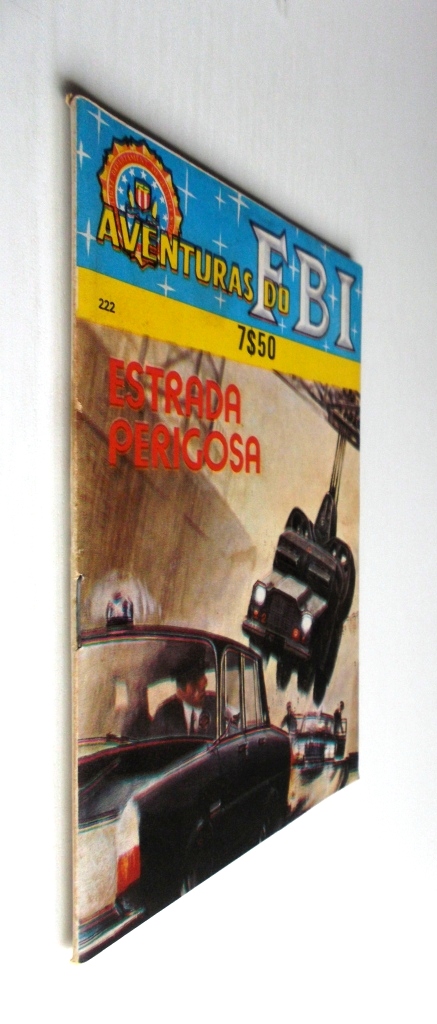 AVENTURAS DO FBI
222
7$50
ESTRADA
PERIGOSA